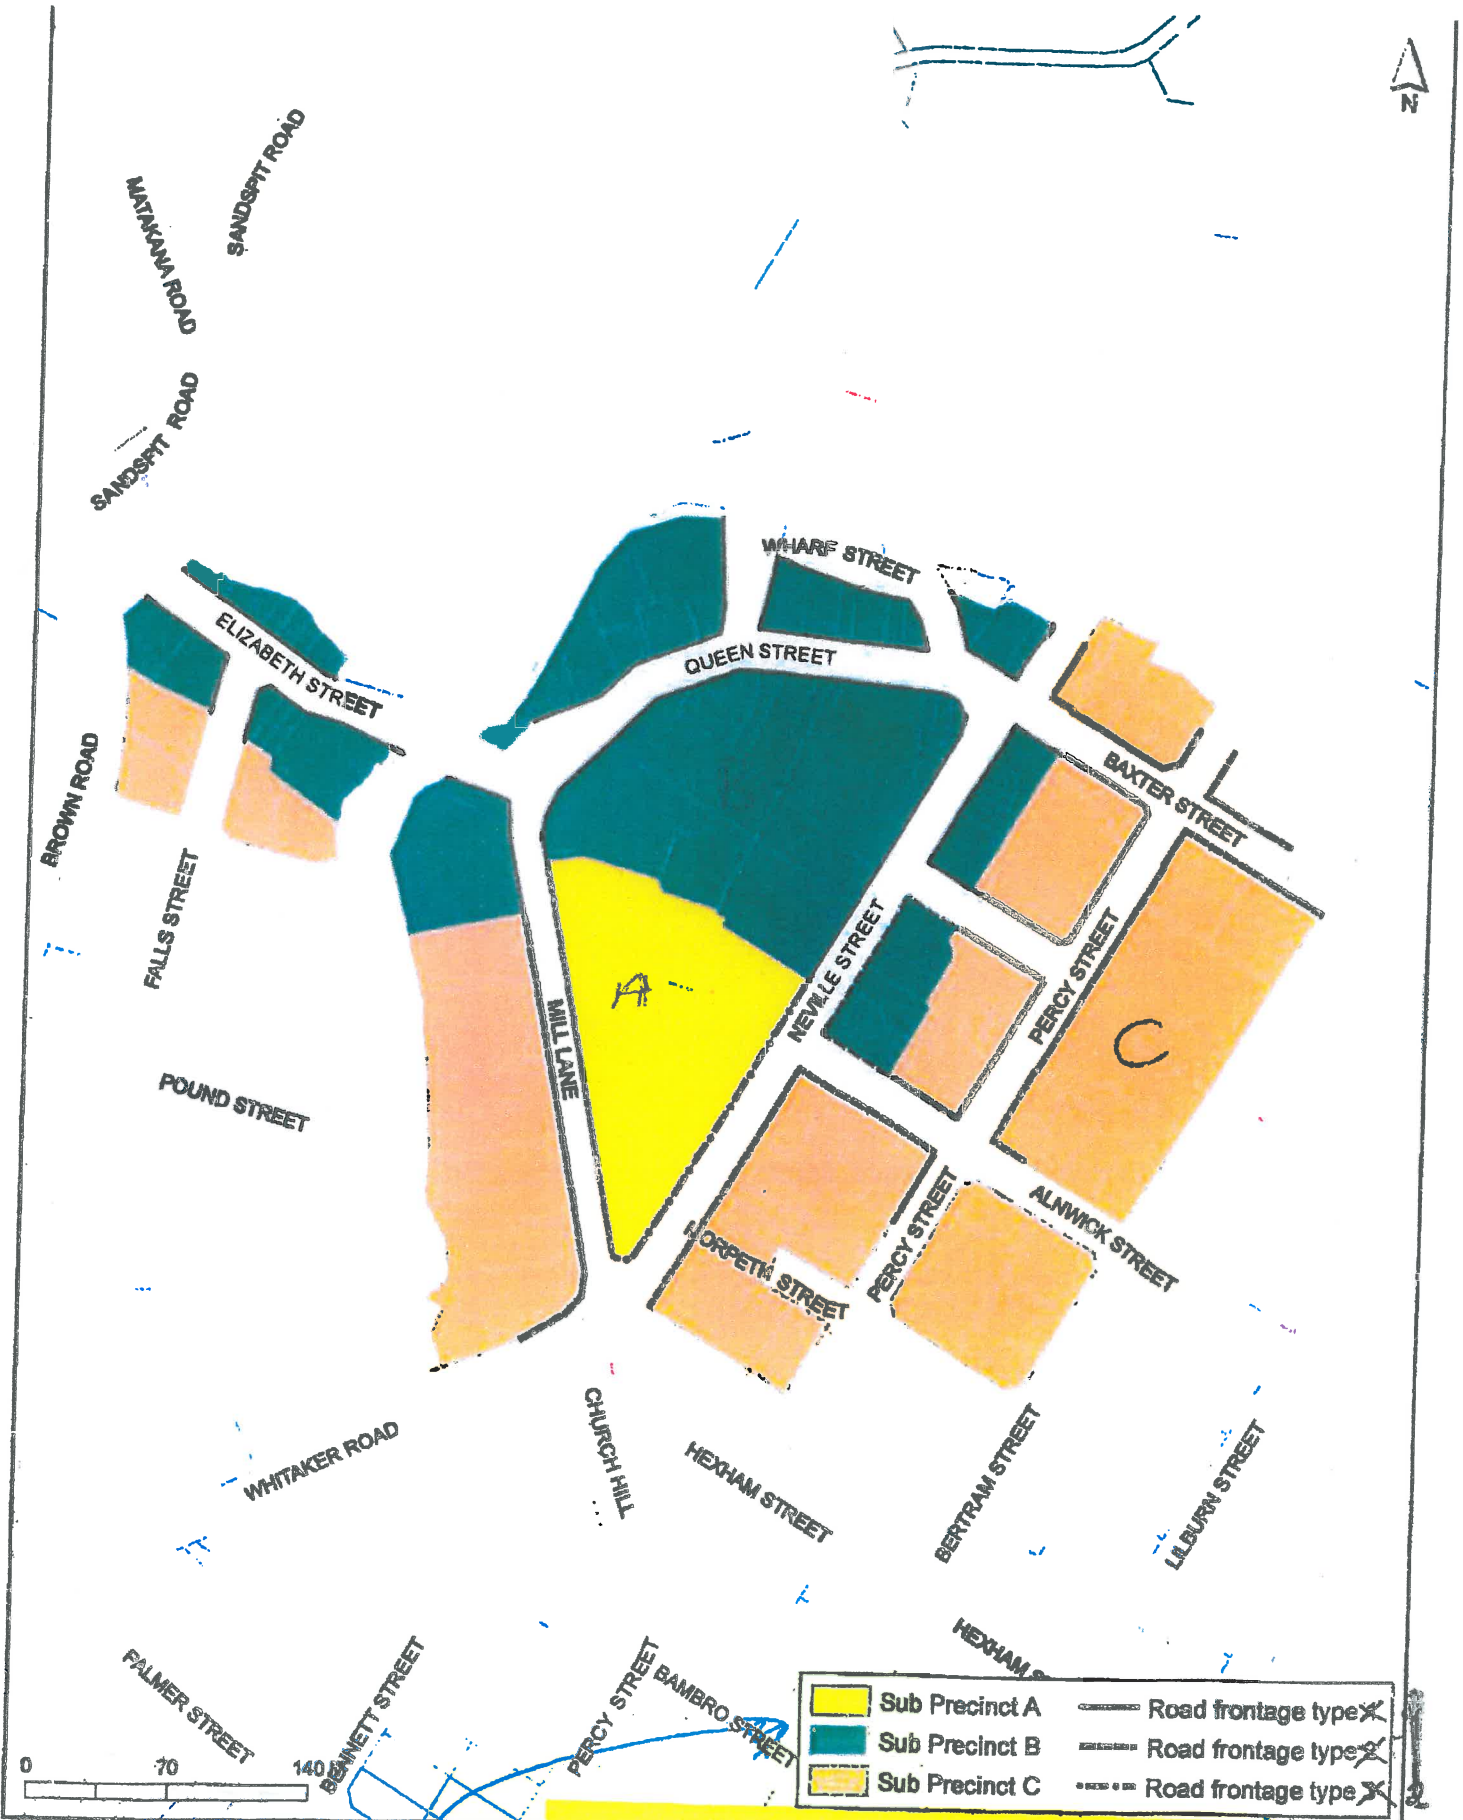 N
SANDSPIT ROAD
MATAKANA ROAD
SANDSPIT ROAD
WHARF STREET
ELIZABETH STREET
QUEEN STREET
BROWN ROAD
BAXTER STREET
FALLS STREET
NEVILLE STREET
PERCY STREET
A
C
MILL LANE
POUND STREET
ALNWICK STREET
PERCY STREET
MORPETH STREET
CHURCH HILL
WHITAKER ROAD
HEXHAM STREET
BERTRAM STREET
LILBURN STREET
HEXHAM S
PALMER STREET
BENNETT STREET
PERCY STREET
BAMBRO STREET
0 70 140
Sub Precinct A
Sub Precinct B
Sub Precinct C
Road frontage type
Road frontage type
Road frontage type
2